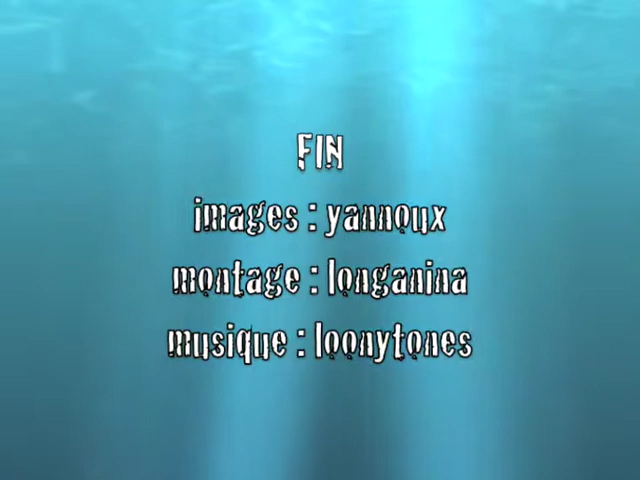 FIN
images : yannoux
montage : longanina
musique : loonytones